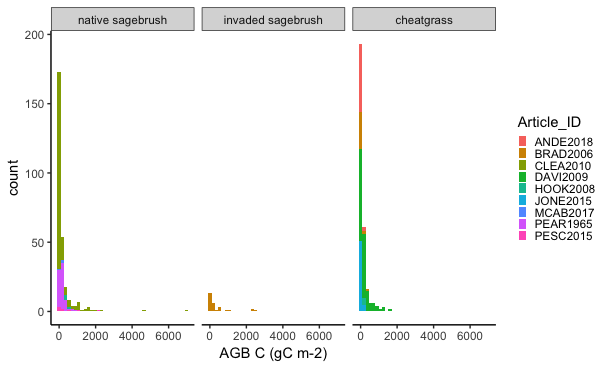 native sagebrush invaded sagebrush cheatgrass
200
150
100
50
0
count
0 2000 4000 6000 0 2000 4000 6000 0 2000 4000 6000
AGB C (gC m-2)
Article_ID
ANDE2018
BRAD2006
CLEA2010
DAVI2009
HOOK2008
JONE2015
MCAB2017
PEAR1965
PESC2015